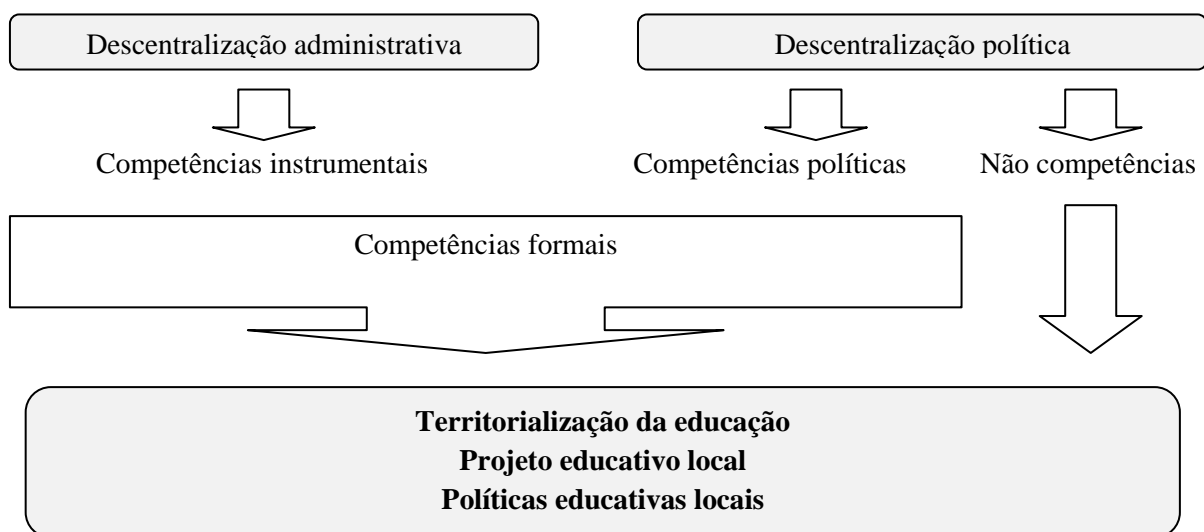 Descentralização administrativa
Descentralização política
Competências instrumentais
Competências políticas
Não competências
Competências formais
Territorialização da educação
Projeto educativo local
Políticas educativas locais